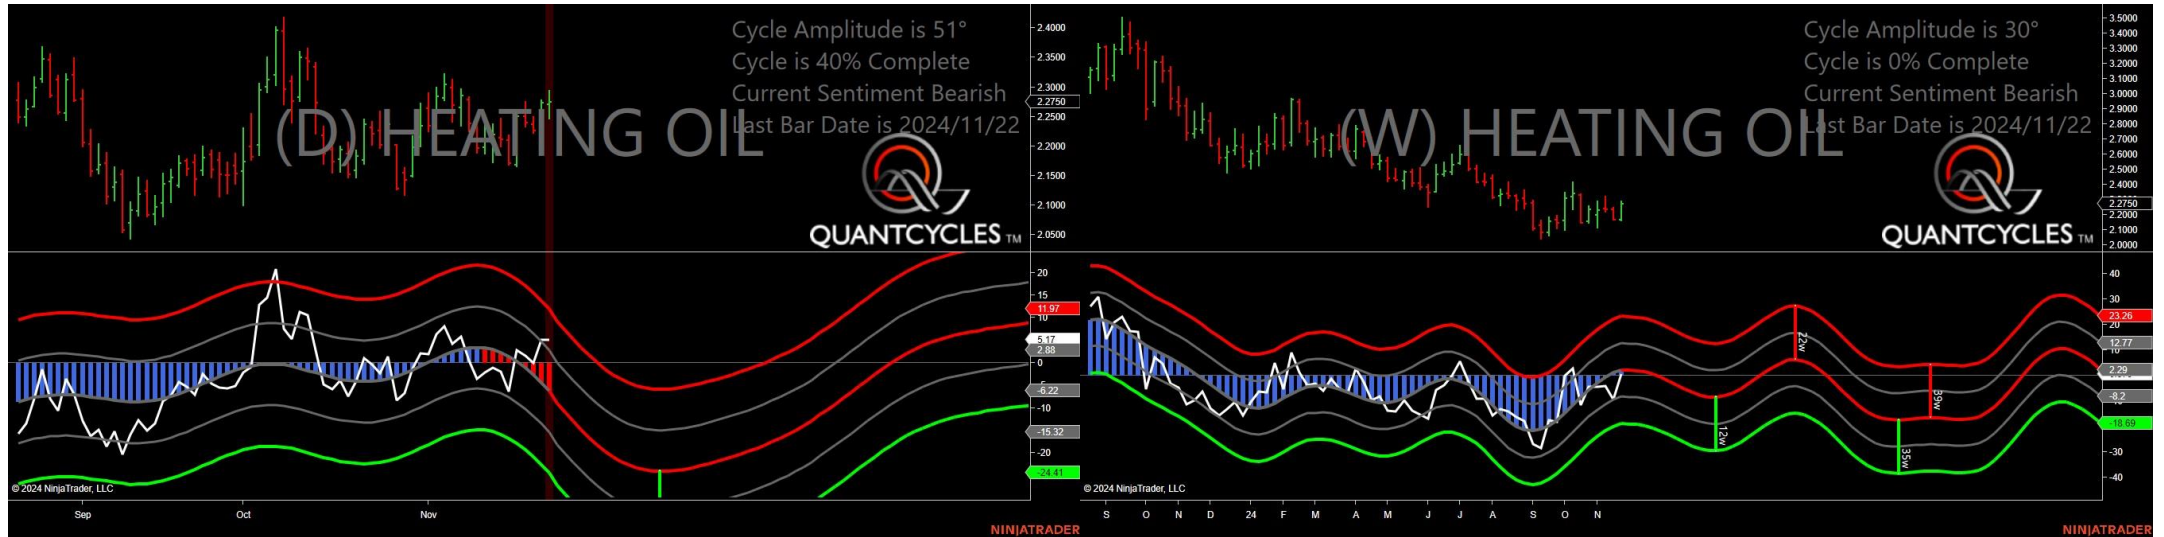 Cycle Amplitude is 51°
Cycle is 40% Complete
Current Sentiment Bearish
Last Bar Date is 2024/11/22
(D) HEATING OIL
QUANTCYCLES TM
2.4000
2.3500
2.3000
2.2750
2.2500
2.2000
2.1500
2.1000
2.0500
20
15
11.97
10
5.17
2.88
0
-6.22
-10
-15.32
-20
-24.41
© 2024 NinjaTrader, LLC
Sep Oct Nov
NINJATRADER
Cycle Amplitude is 30°
Cycle is 0% Complete
Current Sentiment Bearish
Last Bar Date is 2024/11/22
(W) HEATING OIL
QUANTCYCLES TM
3.5000
3.4000
3.3000
3.2000
3.1000
3.0000
2.9000
2.8000
2.7000
2.6000
2.5000
2.4000
2.2750
2.2000
2.1000
2.0000
40
30
23.26
20
12.77
10
2.29
-8.2
-18.69
-30
-40
12w
22w
35w
39w
© 2024 NinjaTrader, LLC
S O N D 24 F M A M J J A S O N
NINJATRADER